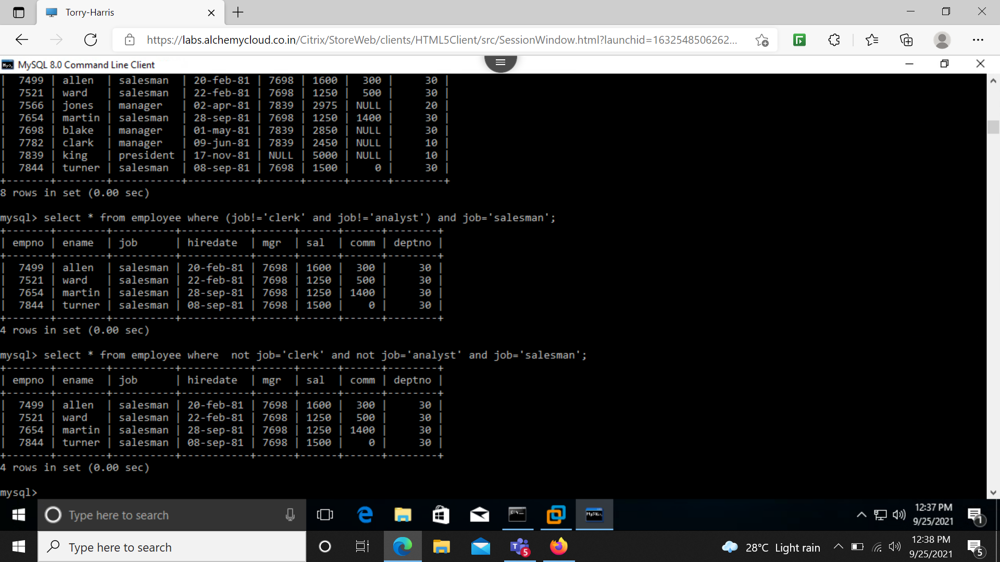 Torry-Harris
https://labs.alchemycloud.co.in/Citrix/StoreWeb/clients/HTML5Client/src/SessionWindow.html?launchid=1632548506262...
MySQL 8.0 Command Line Client
|  7499 | allen  | salesman  | 20-feb-81 | 7698 | 1600 |  300 |     30 |
|  7521 | ward   | salesman  | 22-feb-81 | 7698 | 1250 |  500 |     30 |
|  7566 | jones  | manager   | 02-apr-81 | 7839 | 2975 | NULL |     20 |
|  7654 | martin | salesman  | 28-sep-81 | 7698 | 1250 | 1400 |     30 |
|  7698 | blake  | manager   | 01-may-81 | 7839 | 2850 | NULL |     30 |
|  7782 | clark  | manager   | 09-jun-81 | 7839 | 2450 | NULL |     10 |
|  7839 | king   | president | 17-nov-81 | NULL | 5000 | NULL |     10 |
|  7844 | turner | salesman  | 08-sep-81 | 7698 | 1500 |    0 |     30 |
+-------+--------+-----------+-----------+------+------+------+--------+
8 rows in set (0.00 sec)
mysql> select * from employee where (job!='clerk' and job!='analyst') and job='salesman';
+-------+--------+----------+-----------+------+------+------+--------+
| empno | ename  | job      | hiredate  | mgr  | sal  | comm | deptno |
+-------+--------+----------+-----------+------+------+------+--------+
|  7499 | allen  | salesman | 20-feb-81 | 7698 | 1600 |  300 |     30 |
|  7521 | ward   | salesman | 22-feb-81 | 7698 | 1250 |  500 |     30 |
|  7654 | martin | salesman | 28-sep-81 | 7698 | 1250 | 1400 |     30 |
|  7844 | turner | salesman | 08-sep-81 | 7698 | 1500 |    0 |     30 |
+-------+--------+----------+-----------+------+------+------+--------+
4 rows in set (0.00 sec)
mysql> select * from employee where  not job='clerk' and not job='analyst' and job='salesman';
+-------+--------+----------+-----------+------+------+------+--------+
| empno | ename  | job      | hiredate  | mgr  | sal  | comm | deptno |
+-------+--------+----------+-----------+------+------+------+--------+
|  7499 | allen  | salesman | 20-feb-81 | 7698 | 1600 |  300 |     30 |
|  7521 | ward   | salesman | 22-feb-81 | 7698 | 1250 |  500 |     30 |
|  7654 | martin | salesman | 28-sep-81 | 7698 | 1250 | 1400 |     30 |
|  7844 | turner | salesman | 08-sep-81 | 7698 | 1500 |    0 |     30 |
+-------+--------+----------+-----------+------+------+------+--------+
4 rows in set (0.00 sec)
mysql>
Type here to search
12:37 PM
9/25/2021
1
Type here to search
5
28°C Light rain
12:38 PM
9/25/2021
5